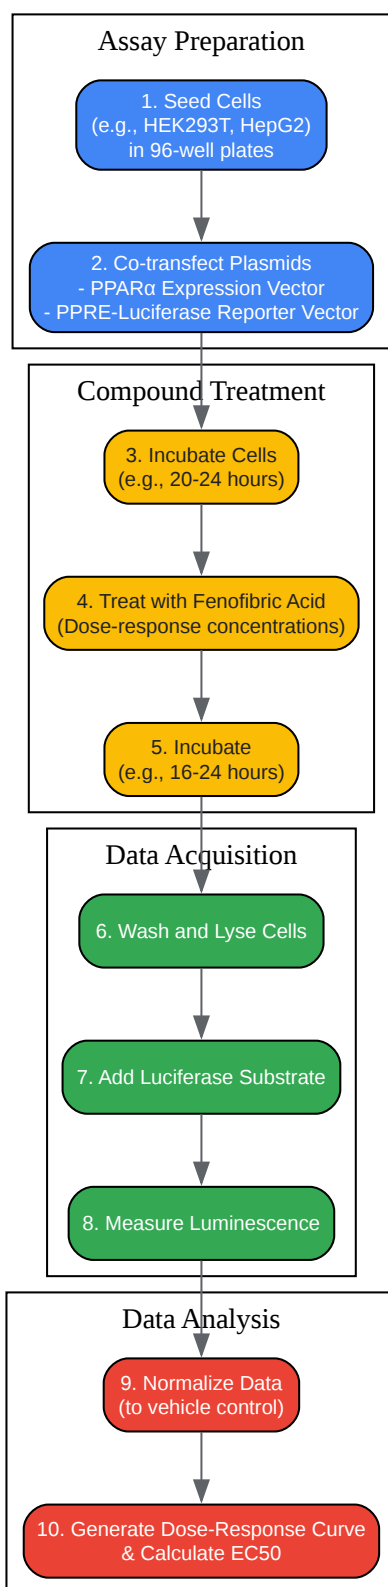 Assay Preparation
1. Seed Cells
(e.g., HEK293T, HepG2)
in 96-well plates
2. Co-transfect Plasmids
- PPARα Expression Vector
- PPRE-Luciferase Reporter Vector
Compound Treatment
3. Incubate Cells
(e.g., 20-24 hours)
4. Treat with Fenofibric Acid
(Dose-response concentrations)
5. Incubate
(e.g., 16-24 hours)
Data Acquisition
6. Wash and Lyse Cells
7. Add Luciferase Substrate
8. Measure Luminescence
Data Analysis
9. Normalize Data
(to vehicle control)
10. Generate Dose-Response Curve
& Calculate EC50